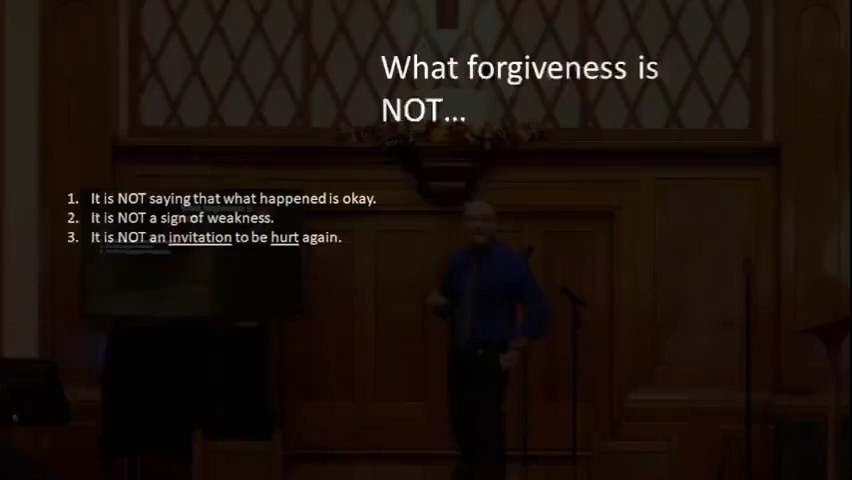 What forgiveness is
NOT...
1. It is NOT saying that what happened is okay.
2. It is NOT a sign of weakness.
3. It is NOT an invitation to be hurt again.